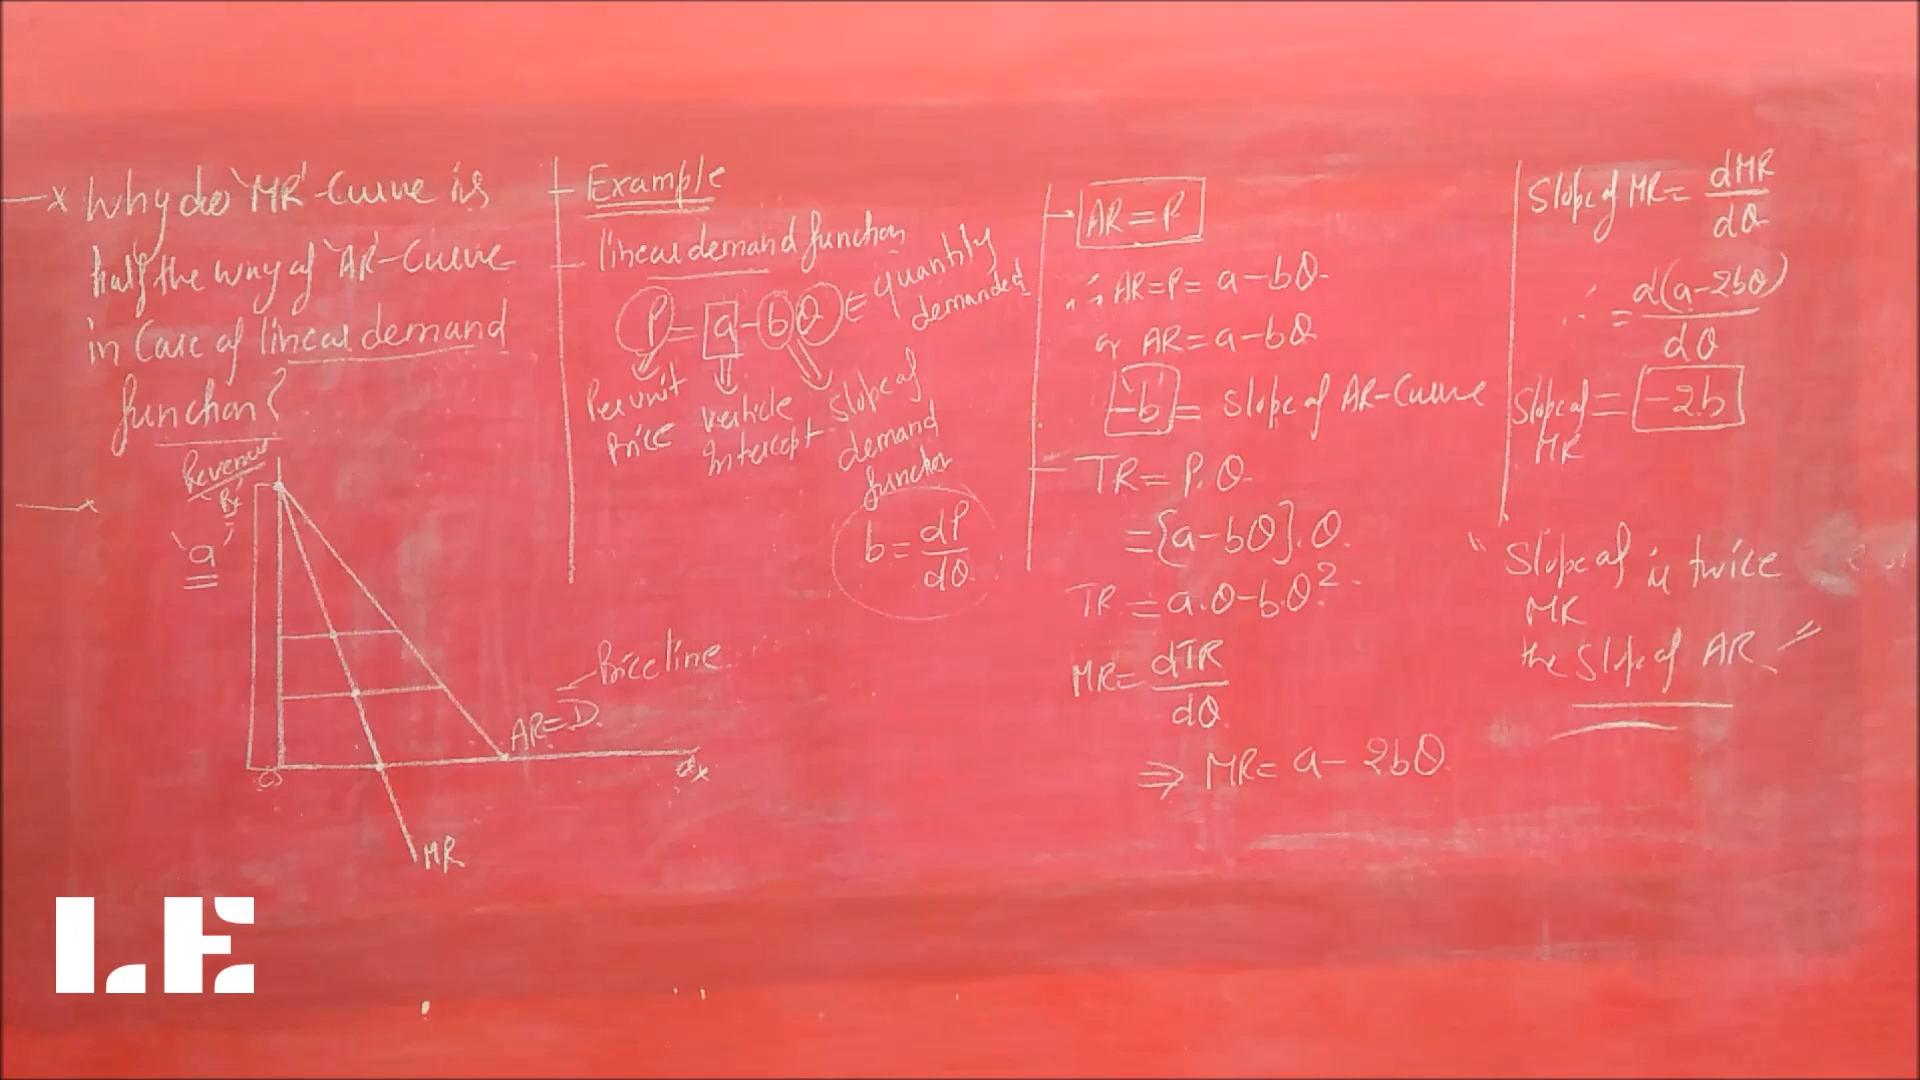 Why do 'MR'-Curve is
half the way of 'AR'-Curve
in Case of linear demand
function?
Revenue
'a'
Price line
AR=D
MR
Example
linear demand function
P = a - bQ = quantity
demanded
Per unit
Price
verticle
Intercept
Slope of
demand
function
b = dP
dQ
AR = P
∴ AR = P = a - bQ
or AR = a - bQ
-b = Slope of AR-Curve
TR = P.Q
= {a-bQ}.Q
TR = a.Q-b.Q²
MR = dTR
dQ
⇒ MR = a - 2bQ
Slope of MR = dMR
dQ
∴ = d(a-2bQ)
dQ
Slope of = -2b
MR
"Slope of is twice
MR
the Slope of AR"
LE